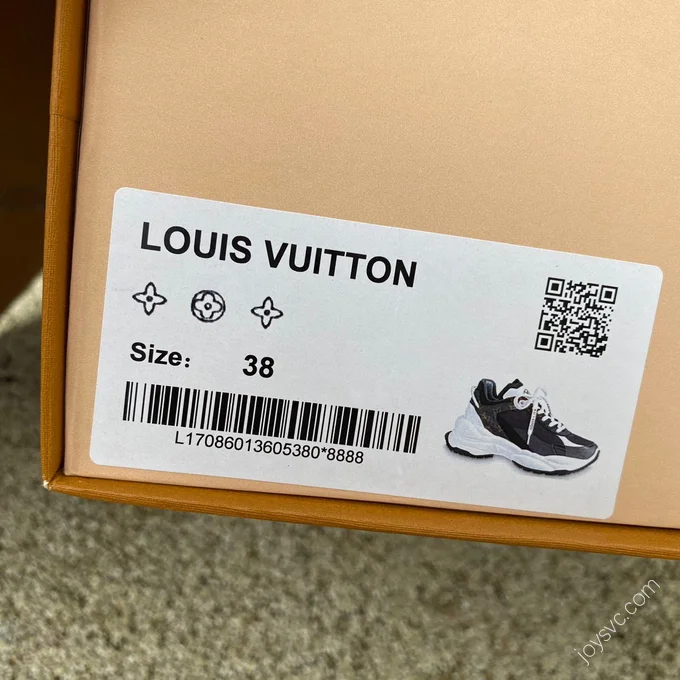 LOUIS VUITTON
Size: 38
L17086013605380*8888
joysvc.com